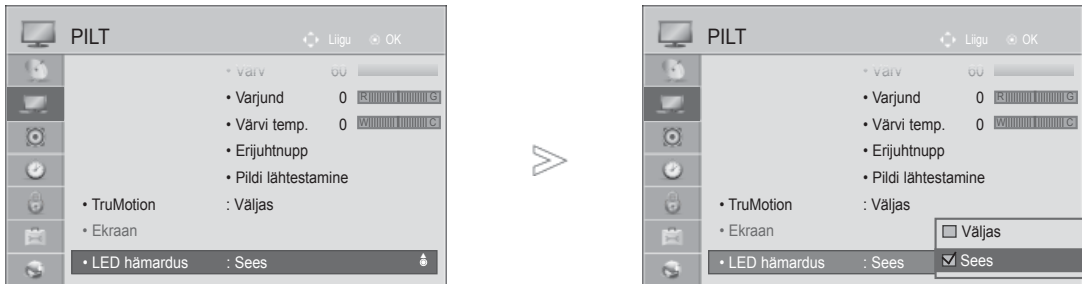 PILT
Liigu OK
• Värv 60
• Varjund 0 R G
• Värvi temp. 0 W C
• Erijuhtnupp
• Pildi lähtestamine
• TruMotion : Väljas
• Ekraan
• LED hämardus : Sees
PILT
Liigu OK
• Värv 60
• Varjund 0 R G
• Värvi temp. 0 W C
• Erijuhtnupp
• Pildi lähtestamine
• TruMotion : Väljas
• Ekraan
• LED hämardus : Sees
Väljas
Sees